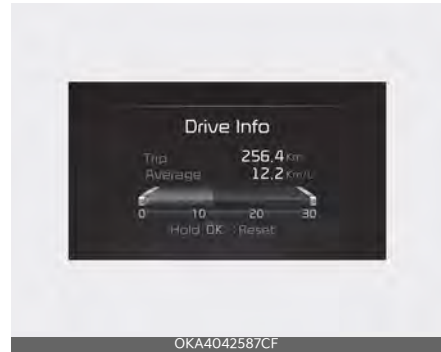 Drive Info
Trip 256.4 Km
Average 12.2 Km/L
0 10 20 30
Hold OK : Reset
OKA4042587CF